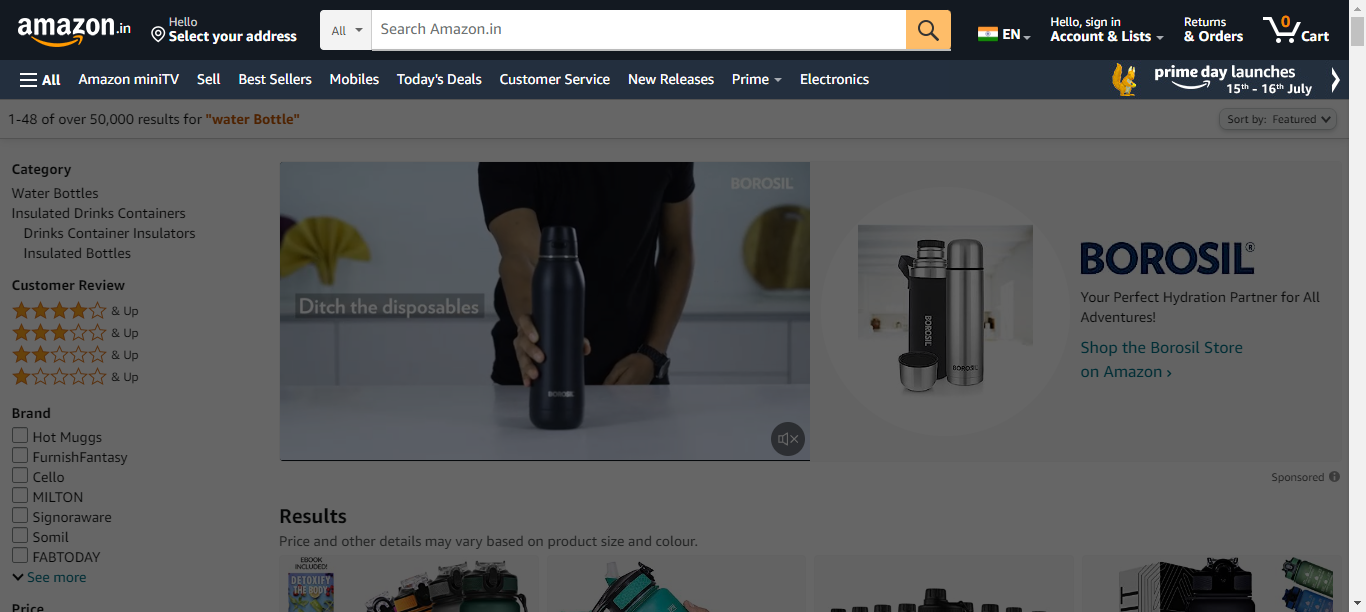 amazon.in
Hello
Select your address
All
Search Amazon.in
EN
Hello, sign in
Account & Lists
Returns
& Orders
0
Cart
All
Amazon miniTV
Sell
Best Sellers
Mobiles
Today's Deals
Customer Service
New Releases
Prime
Electronics
prime day launches
15th - 16th July
1-48 of over 50,000 results for "water Bottle"
Sort by: Featured
Category
Water Bottles
Insulated Drinks Containers
Drinks Container Insulators
Insulated Bottles
Customer Review
& Up
& Up
& Up
& Up
Brand
Hot Muggs
FurnishFantasy
Cello
MILTON
Signoraware
Somil
FABTODAY
See more
Price
BOROSIL
Ditch the disposables
BOROSIL
BOROSIL
BOROSIL
BOROSIL®
Your Perfect Hydration Partner for All
Adventures!
Shop the Borosil Store
on Amazon ›
Sponsored
Results
Price and other details may vary based on product size and colour.
EBOOK
INCLUDED!
DETOXIFY
THE BODY